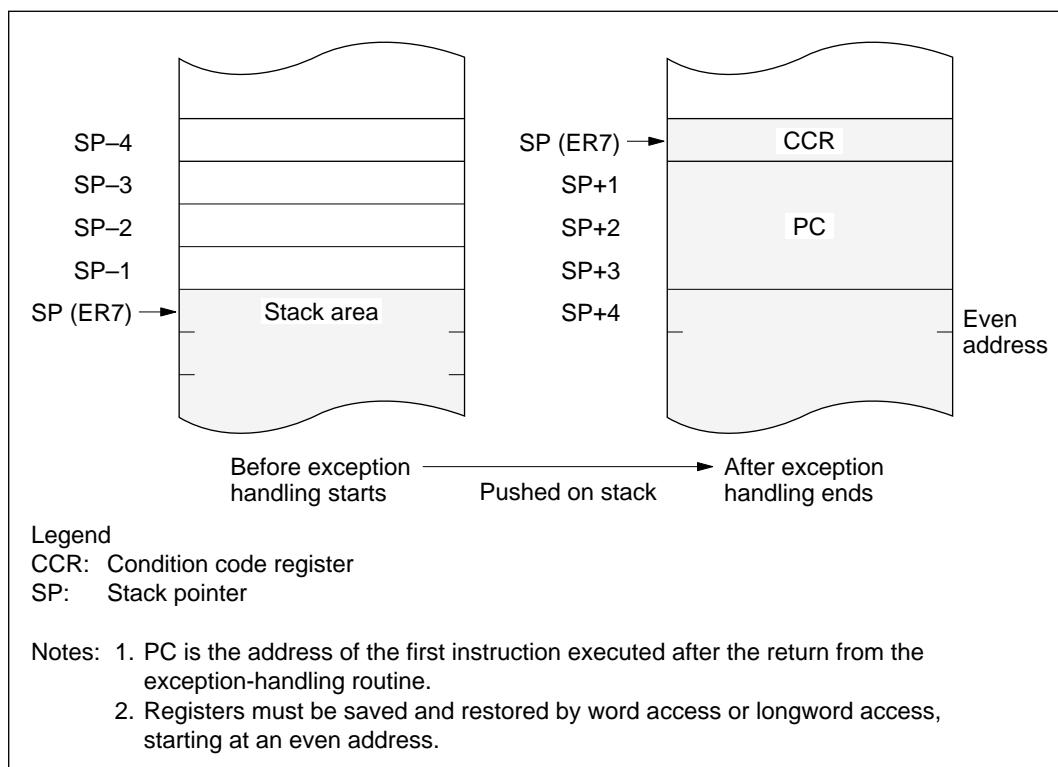 SP–4
SP–3
SP–2
SP–1
SP (ER7)
Stack area
SP (ER7)
SP+1
SP+2
SP+3
SP+4
CCR
PC
Even
address
Before exception
handling starts
Pushed on stack
After exception
handling ends
Legend
CCR: Condition code register
SP: Stack pointer
Notes: 1. PC is the address of the first instruction executed after the return from the
exception-handling routine.
2. Registers must be saved and restored by word access or longword access,
starting at an even address.